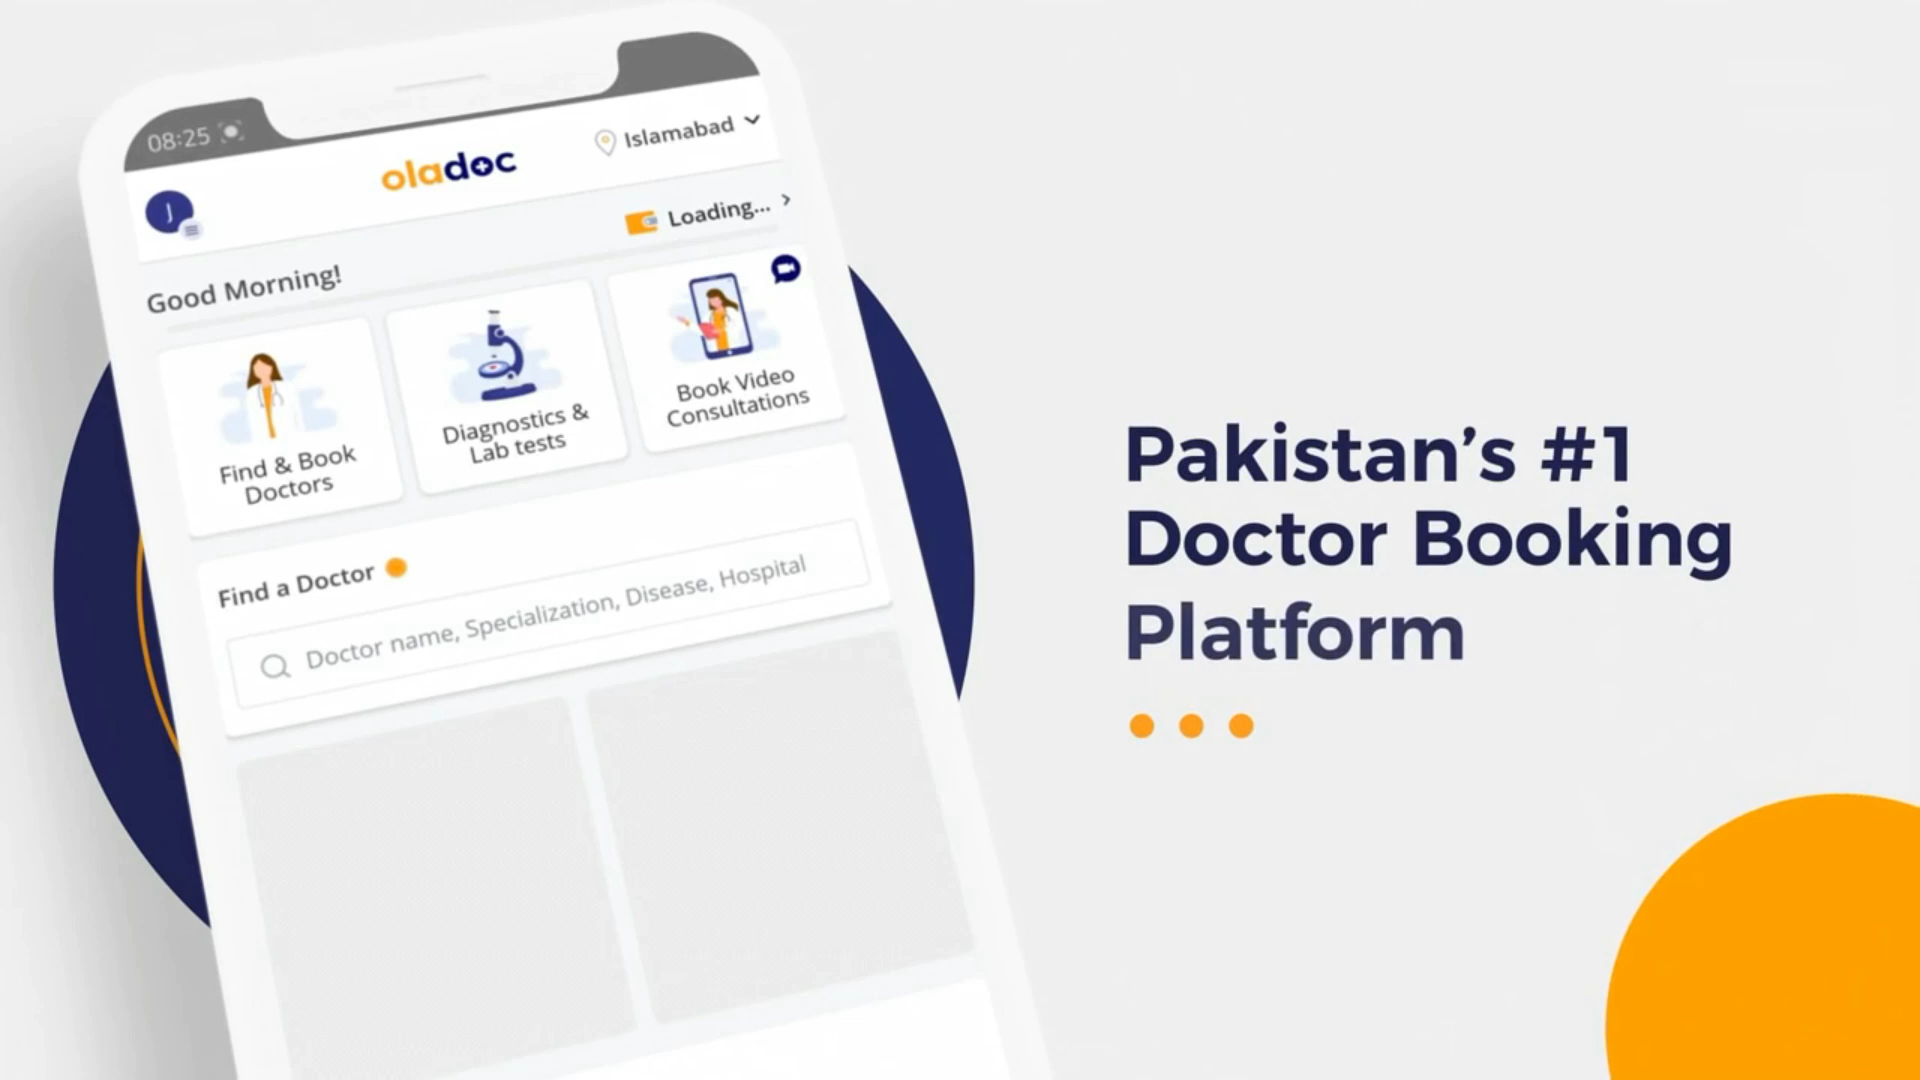 08:25
oladoc
Islamabad
J
Loading...
Good Morning!
Find & Book
Doctors
Diagnostics &
Lab tests
Book Video
Consultations
Find a Doctor
Doctor name, Specialization, Disease, Hospital
Pakistan’s #1
Doctor Booking
Platform